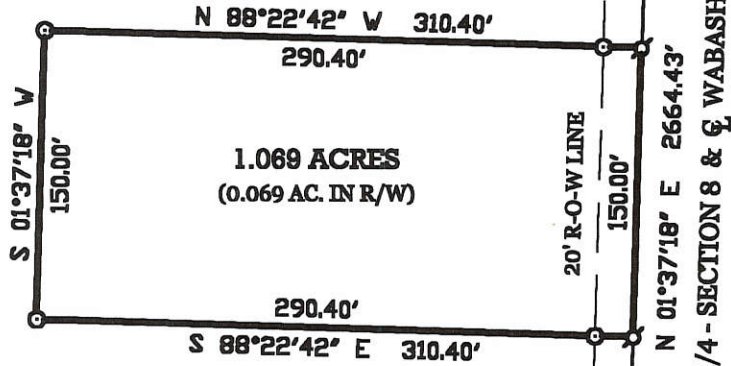 N 88°22'42" W 310.40'
290.40'
S 01°37'18" W
150.00'
1.069 ACRES
(0.069 AC. IN R/W)
20' R-O-W LINE
150.00'
N 01°37'18" E 2664.43'
/4 - SECTION 8 & ℄ WABASH
290.40'
S 88°22'42" E 310.40'